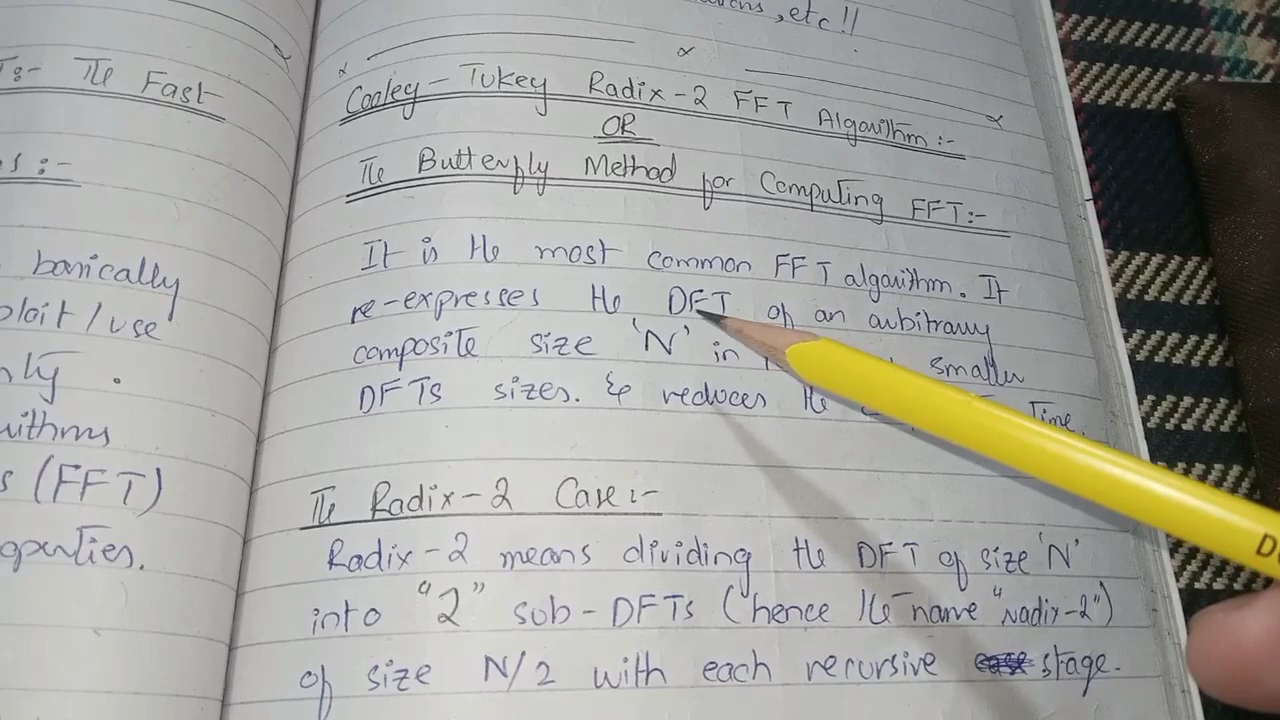 , etc!!
T:- The Fast
s :-
basically
ploit / use
nly .
rithms
s (FFT)
operties.
Cooley-Tukey Radix-2 FFT Algorithm:-
OR
The Butterfly Method for Computing FFT:-
It is the most common FFT algorithm. It
re-expresses the DFT of an arbitrary
composite size 'N' in smaller
DFTs sizes. & reduces the Time.
The Radix-2 Case:-
Radix-2 means dividing the DFT of size 'N'
into "2" sub-DFTs (hence the name "radix-2")
of size N/2 with each recursive stage.
D